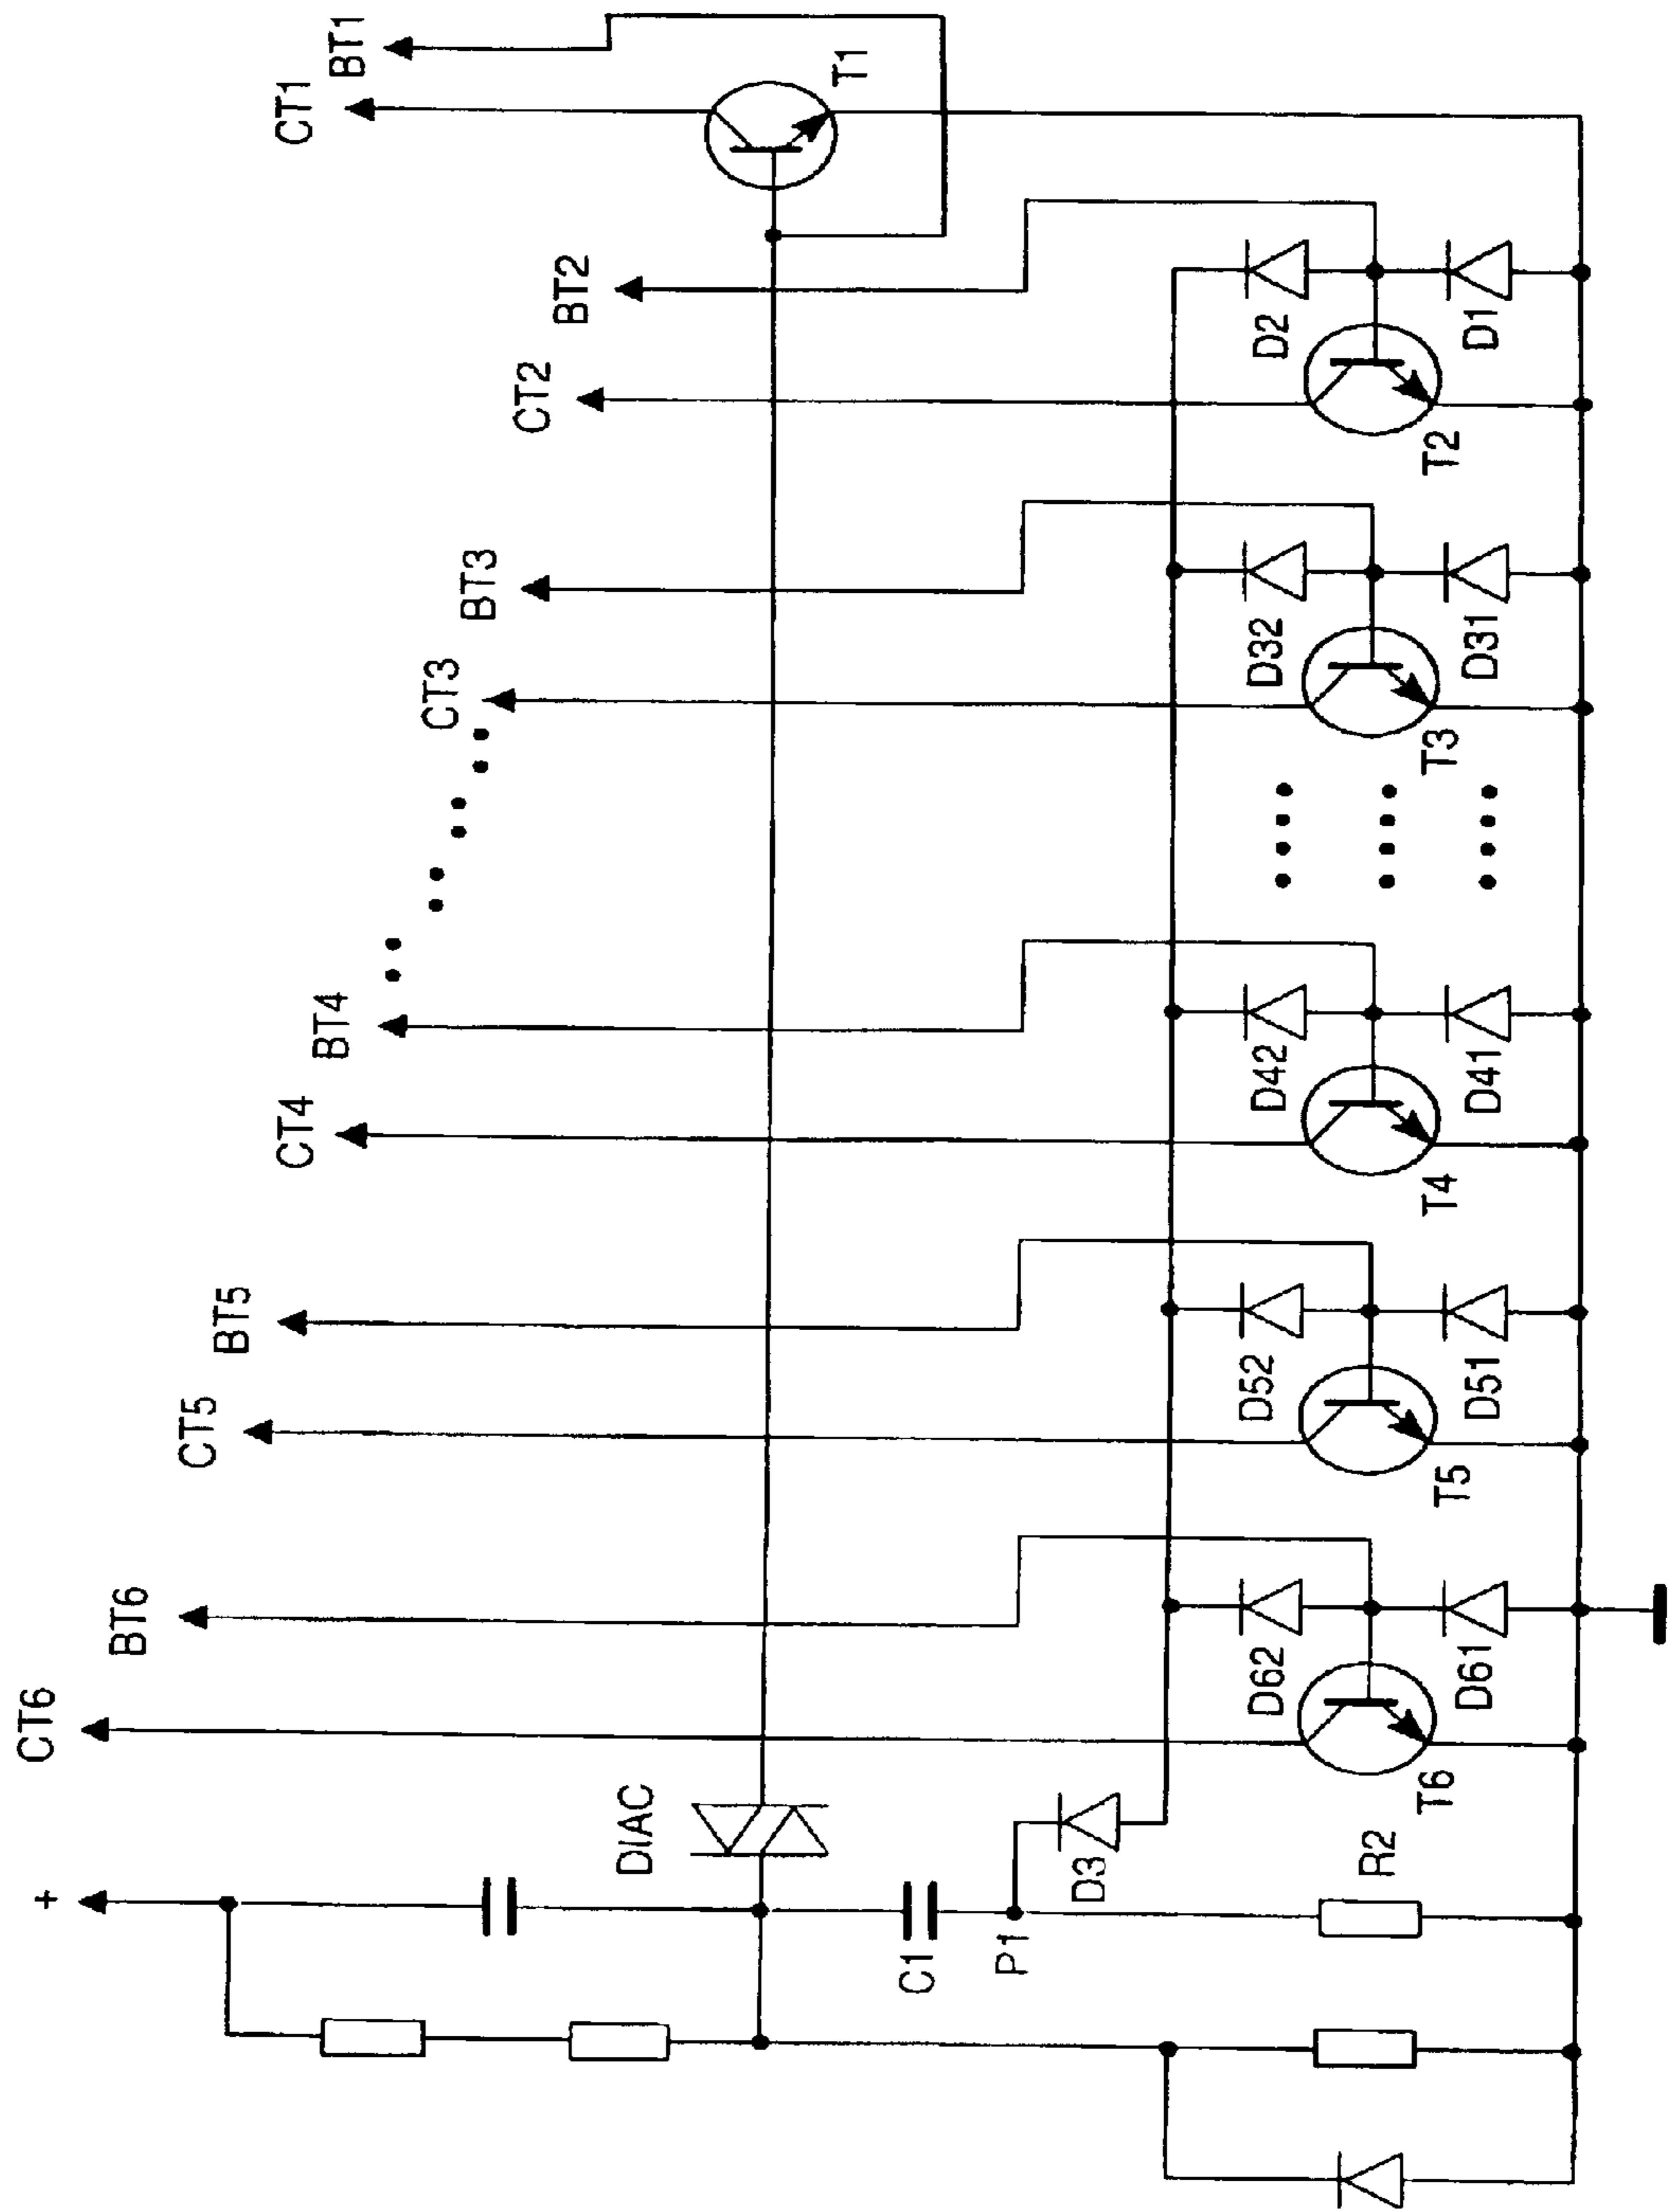 +
CT6
BT6
CT5
BT5
CT4
BT4
CT3
BT3
CT2
BT2
CT1
BT1
DIAC
T1
C1
P1
D3
R2
D62
D61
T6
D52
D51
T5
D42
D41
T4
D32
D31
T3
D2
D1
T2